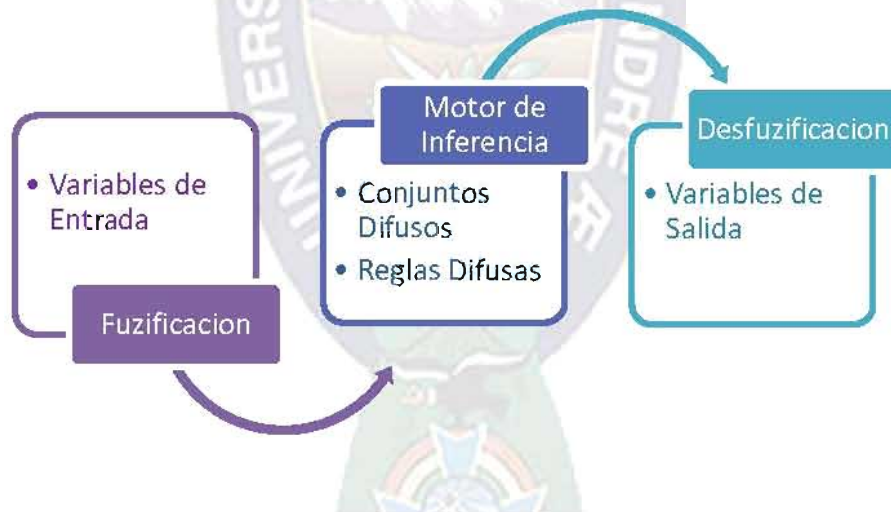 Variables de
Entrada
Fuzificacion
Motor de
Inferencia
Conjuntos
Difusos
Reglas Difusas
Desfuzificacion
Variables de
Salida